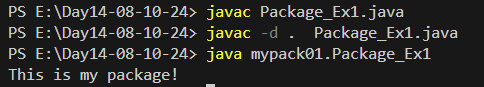 PS E:\Day14-08-10-24> javac Package_Ex1.java
PS E:\Day14-08-10-24> javac -d .  Package_Ex1.java
PS E:\Day14-08-10-24> java mypack01.Package_Ex1
This is my package!